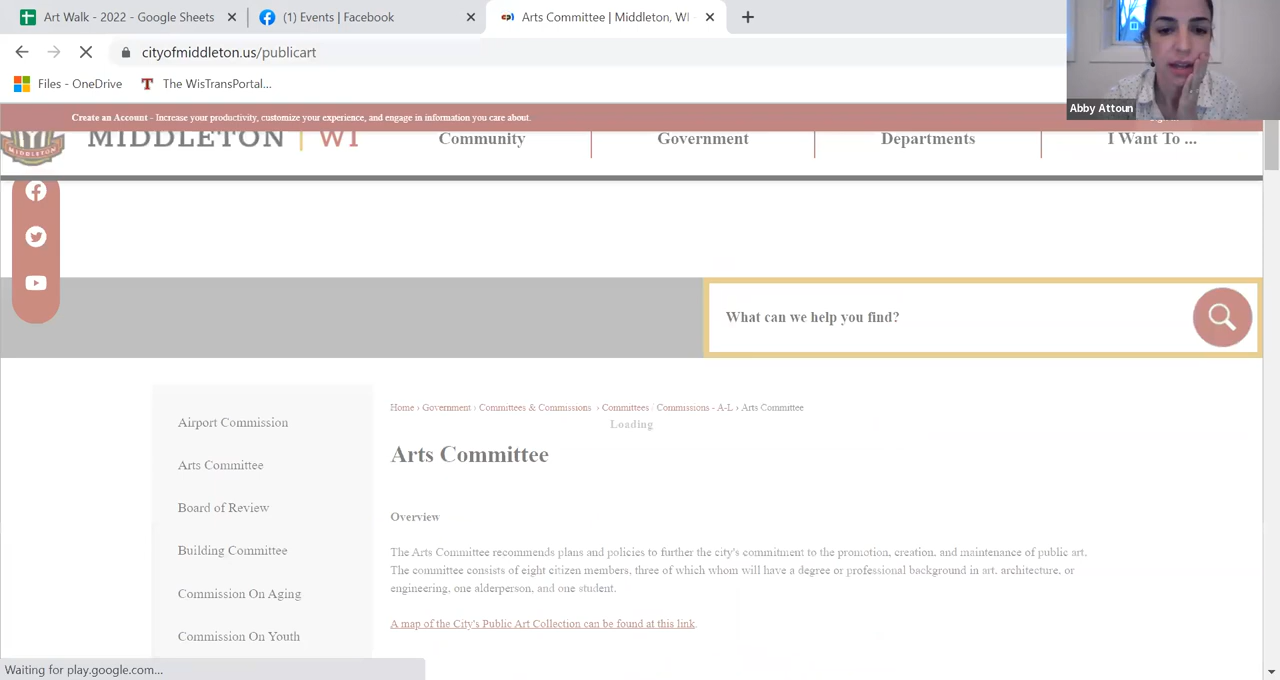 Art Walk - 2022 - Google Sheets
(1) Events | Facebook
Arts Committee | Middleton, WI
cityofmiddleton.us/publicart
Files - OneDrive
The WisTransPortal...
Abby Attoun
Create an Account - Increase your productivity, customize your experience, and engage in information you care about.
MIDDLETON | WI
Community
Government
Departments
I Want To ...
MIDDLETON
What can we help you find?
Airport Commission
Arts Committee
Board of Review
Building Committee
Commission On Aging
Commission On Youth
Home › Government › Committees & Commissions › Committees / Commissions - A-L › Arts Committee
Loading
Arts Committee
Overview
The Arts Committee recommends plans and policies to further the city's commitment to the promotion, creation, and maintenance of public art.
The committee consists of eight citizen members, three of which whom will have a degree or professional background in art, architecture, or
engineering, one alderperson, and one student.
A map of the City's Public Art Collection can be found at this link.
Waiting for play.google.com...